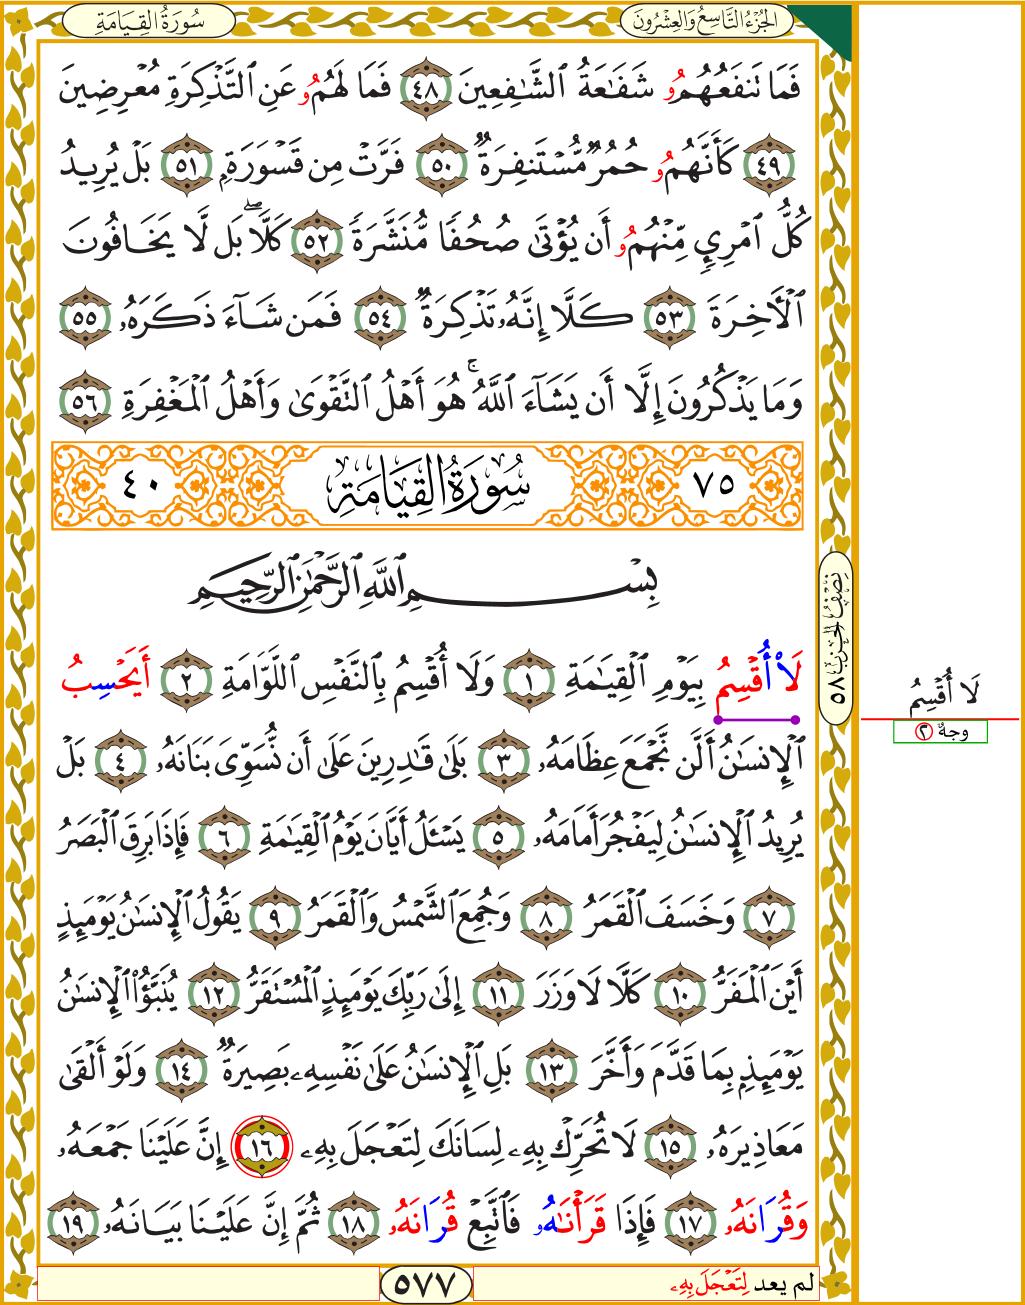 سُورَةُ القِيَامَةِ
الجُزْءُ التَّاسِعُ وَالعِشْرُونَ
فَمَا تَنفَعُهُمُۥ شَفَٰعَةُ ٱلشَّٰفِعِينَ ٤٨ فَمَا لَهُمُۥ عَنِ ٱلتَّذْكِرَةِ مُعْرِضِينَ
٤٩ كَأَنَّهُمُۥ حُمُرٌ مُّسْتَنفِرَةٌ ٥٠ فَرَّتْ مِن قَسْوَرَةٍ ٥١ بَلْ يُرِيدُ
كُلُّ ٱمْرِيٍٕ مِّنْهُمُۥ أَن يُؤْتَىٰ صُحُفًا مُّنَشَّرَةً ٥٢ كَلَّاۖ بَل لَّا يَخَافُونَ
ٱلْأٓخِرَةَ ٥٣ كَلَّا إِنَّهُۥ تَذْكِرَةٌ ٥٤ فَمَن شَآءَ ذَكَرَهُۥ ٥٥
وَمَا يَذْكُرُونَ إِلَّا أَن يَشَآءَ ٱللَّهُۚ هُوَ أَهْلُ ٱلتَّقْوَىٰ وَأَهْلُ ٱلْمَغْفِرَةِ ٥٦
٧٥ سُورَةُ القِيَامَةِ ٤٠
بِسْمِ ٱللَّهِ ٱلرَّحْمَٰنِ ٱلرَّحِيمِ
لَأُقْسِمُ بِيَوْمِ ٱلْقِيَٰمَةِ ١ وَلَا أُقْسِمُ بِٱلنَّفْسِ ٱللَّوَّامَةِ ٢ أَيَحْسِبُ
ٱلْإِنسَٰنُ أَلَّن نَّجْمَعَ عِظَامَهُۥ ٣ بَلَىٰ قَٰدِرِينَ عَلَىٰ أَن نُّسَوِّىَ بَنَانَهُۥ ٤ بَلْ
يُرِيدُ ٱلْإِنسَٰنُ لِيَفْجُرَ أَمَامَهُۥ ٥ يَسْـَٔلُ أَيَّانَ يَوْمُ ٱلْقِيَٰمَةِ ٦ فَإِذَا بَرِقَ ٱلْبَصَرُ
٧ وَخَسَفَ ٱلْقَمَرُ ٨ وَجُمِعَ ٱلشَّمْسُ وَٱلْقَمَرُ ٩ يَقُولُ ٱلْإِنسَٰنُ يَوْمَئِذٍ
أَيْنَ ٱلْمَفَرُّ ١٠ كَلَّا لَا وَزَرَ ١١ إِلَىٰ رَبِّكَ يَوْمَئِذٍ ٱلْمُسْتَقَرُّ ١٢ يُنَبَّؤُا۟ ٱلْإِنسَٰنُ
يَوْمَئِذٍۭ بِمَا قَدَّمَ وَأَخَّرَ ١٣ بَلِ ٱلْإِنسَٰنُ عَلَىٰ نَفْسِهِۦ بَصِيرَةٌ ١٤ وَلَوْ أَلْقَىٰ
مَعَاذِيرَهُۥ ١٥ لَا تُحَرِّكْ بِهِۦ لِسَانَكَ لِتَعْجَلَ بِهِۦ ١٦ إِنَّ عَلَيْنَا جَمْعَهُۥ
وَقُرَانَهُۥ ١٧ فَإِذَا قَرَأْنَٰهُۥ فَٱتَّبِعْ قُرَانَهُۥ ١٨ ثُمَّ إِنَّ عَلَيْنَا بَيَانَهُۥ ١٩
نِصْفُ الحِزْبِ ٥٨
لَا أُقْسِمُ
وجهٌ ٢
٥٧٧
لم يعد لِتَعْجَلَ بِهِۦ